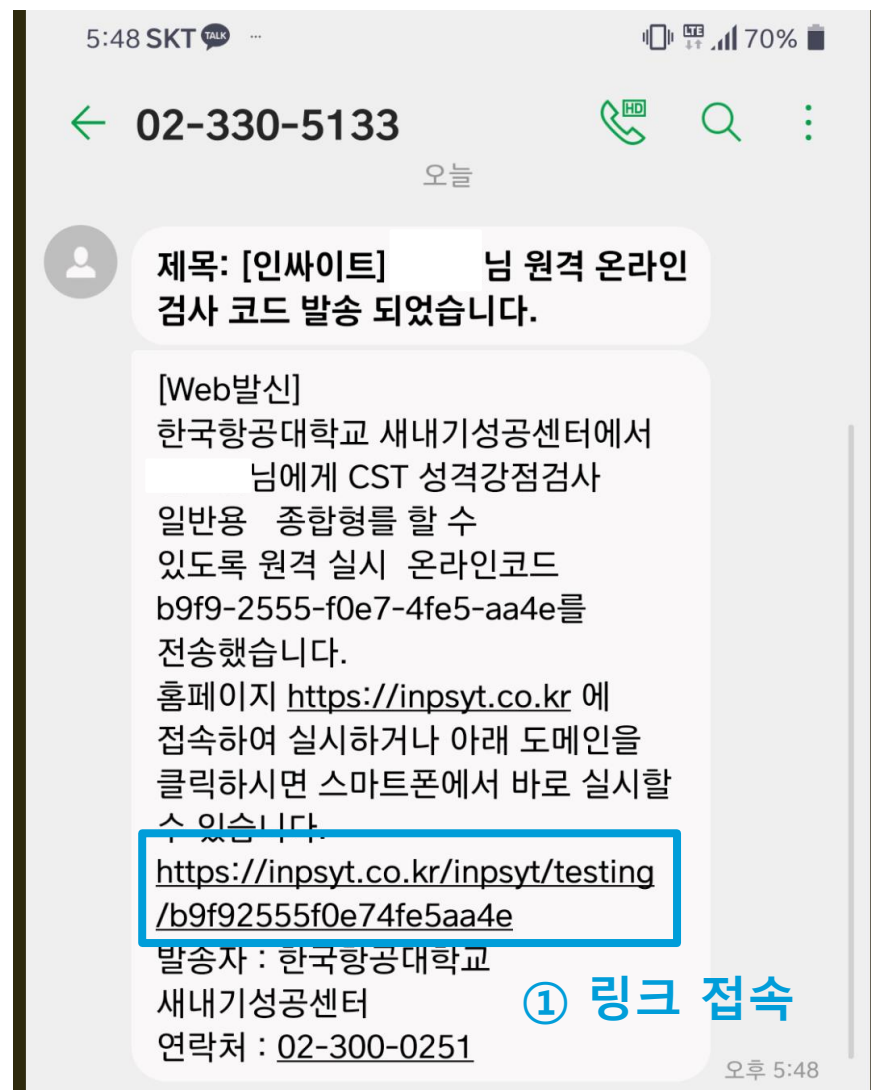 5:48 SKT TALK ... LTE 70%
02-330-5133 HD
오늘
제목: [인싸이트] 님 원격 온라인
검사 코드 발송 되었습니다.
[Web발신]
한국항공대학교 새내기성공센터에서
님에게 CST 성격강점검사
일반용 종합형를 할 수
있도록 원격 실시 온라인코드
b9f9-2555-f0e7-4fe5-aa4e를
전송했습니다.
홈페이지 https://inpsyt.co.kr 에
접속하여 실시하거나 아래 도메인을
클릭하시면 스마트폰에서 바로 실시할
수 있습니다.
https://inpsyt.co.kr/inpsyt/testing
/b9f92555f0e74fe5aa4e
발송자 : 한국항공대학교
새내기성공센터
① 링크 접속
연락처 : 02-300-0251
오후 5:48